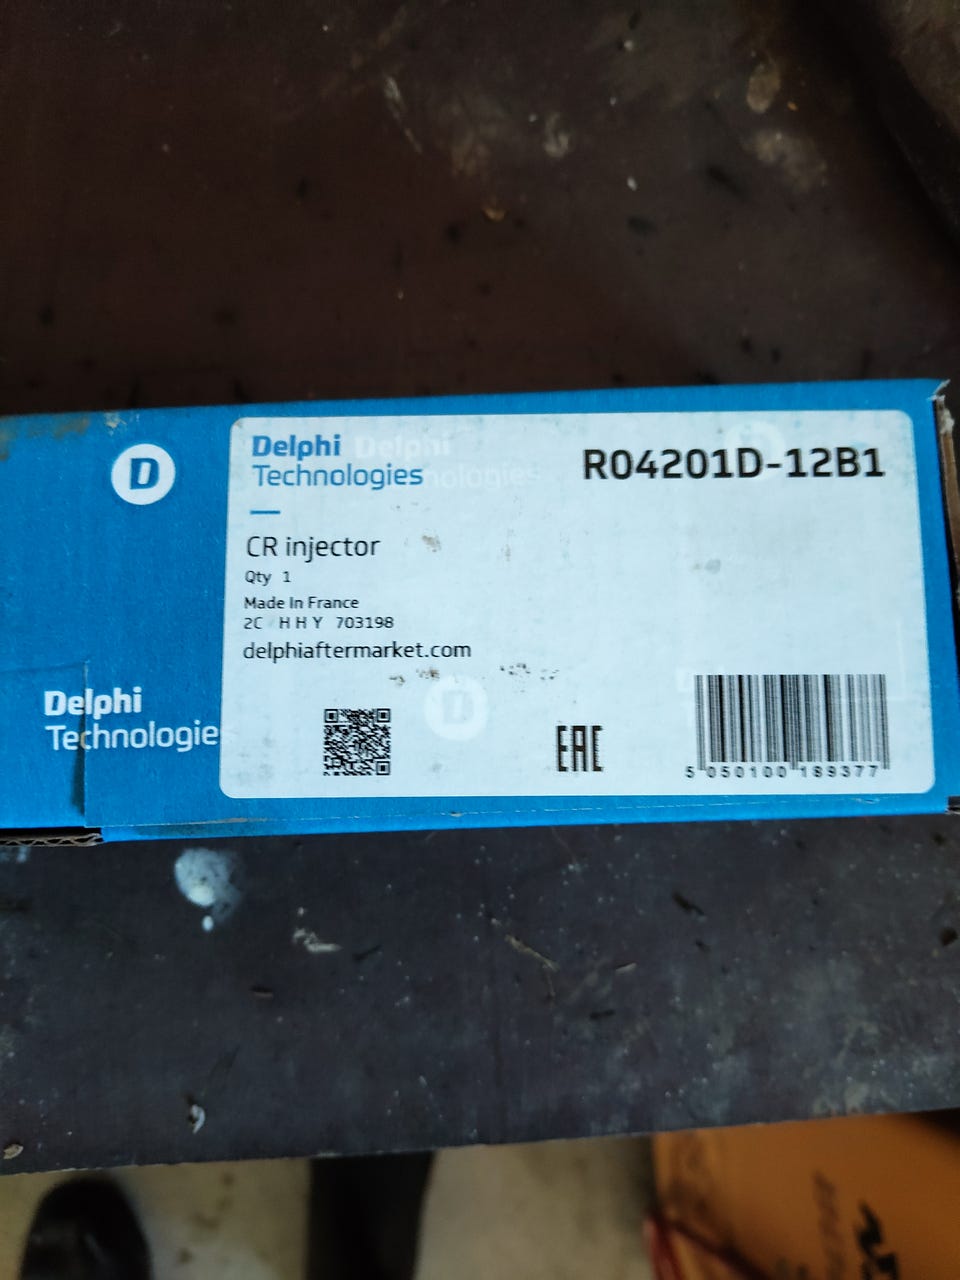 D
Delphi
Technologies
R04201D-12B1
CR injector
Qty 1
Made In France
2C H H Y 703198
delphiaftermarket.com
Delphi
Technologie
EAC
5 050100 189377